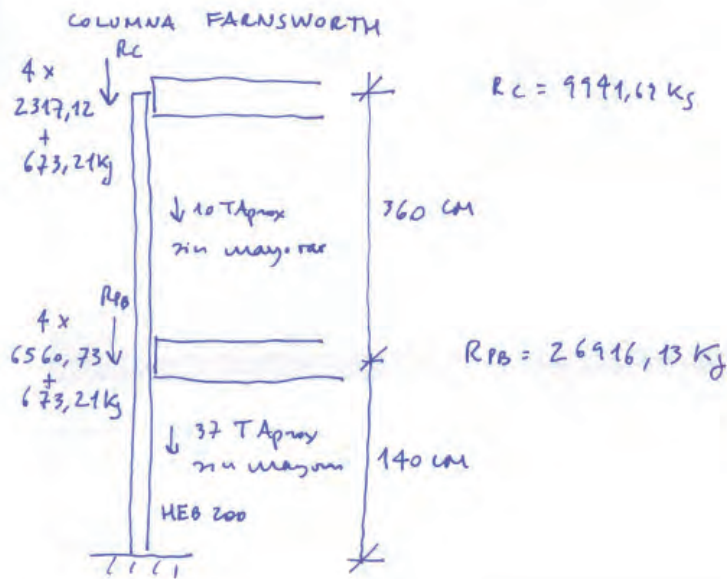 COLUMNA FARNSWORTH
RC
4 x
2317,12
+
673,21Kg
RC = 9941,69 Kg
↓ 10 T Aprox
sin mayorar
360 cm
RPB
4 x
6560,73
+
673,21Kg
RPB = 26916,13 Kg
↓ 37 T Aprox
sin mayorar
140 cm
HEB 200